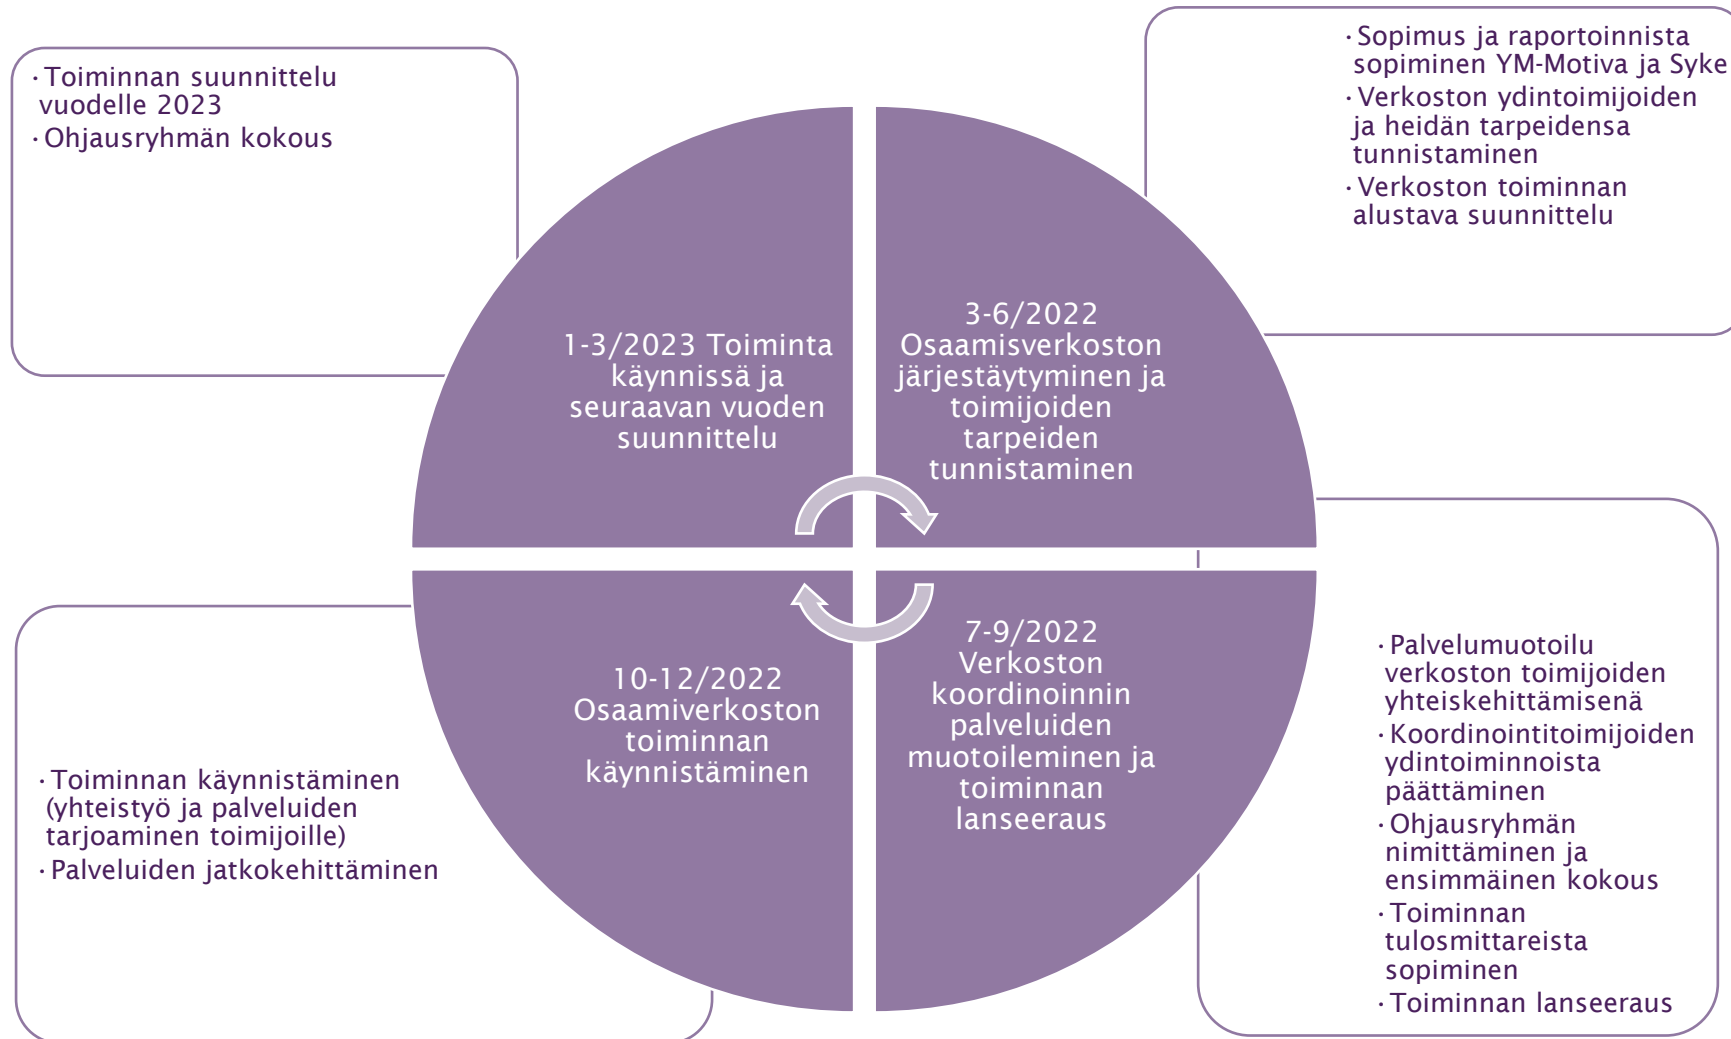 · Toiminnan suunnittelu
vuodelle 2023
· Ohjausryhmän kokous
· Sopimus ja raportoinnista
sopiminen YM-Motiva ja Syke
· Verkoston ydintoimijoiden
ja heidän tarpeidensa
tunnistaminen
· Verkoston toiminnan
alustava suunnittelu
1-3/2023 Toiminta
käynnissä ja
seuraavan vuoden
suunnittelu
3-6/2022
Osaamisverkoston
järjestäytyminen ja
toimijoiden
tarpeiden
tunnistaminen
10-12/2022
Osaamiverkoston
toiminnan
käynnistäminen
7-9/2022
Verkoston
koordinoinnin
palveluiden
muotoileminen ja
toiminnan
lanseeraus
· Toiminnan käynnistäminen
(yhteistyö ja palveluiden
tarjoaminen toimijoille)
· Palveluiden jatkokehittäminen
· Palvelumuotoilu
verkoston toimijoiden
yhteiskehittämisenä
· Koordinointitoimijoiden
ydintoiminnoista
päättäminen
· Ohjausryhmän
nimittäminen ja
ensimmäinen kokous
· Toiminnan
tulosmittareista
sopiminen
· Toiminnan lanseeraus